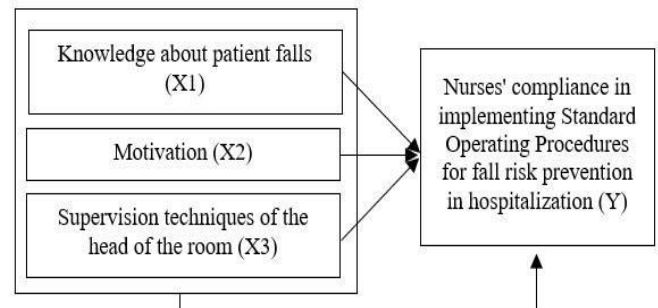 Knowledge about patient falls
(X1)
Motivation (X2)
Supervision techniques of the
head of the room (X3)
Nurses' compliance in
implementing Standard
Operating Procedures
for fall risk prevention
in hospitalization (Y)